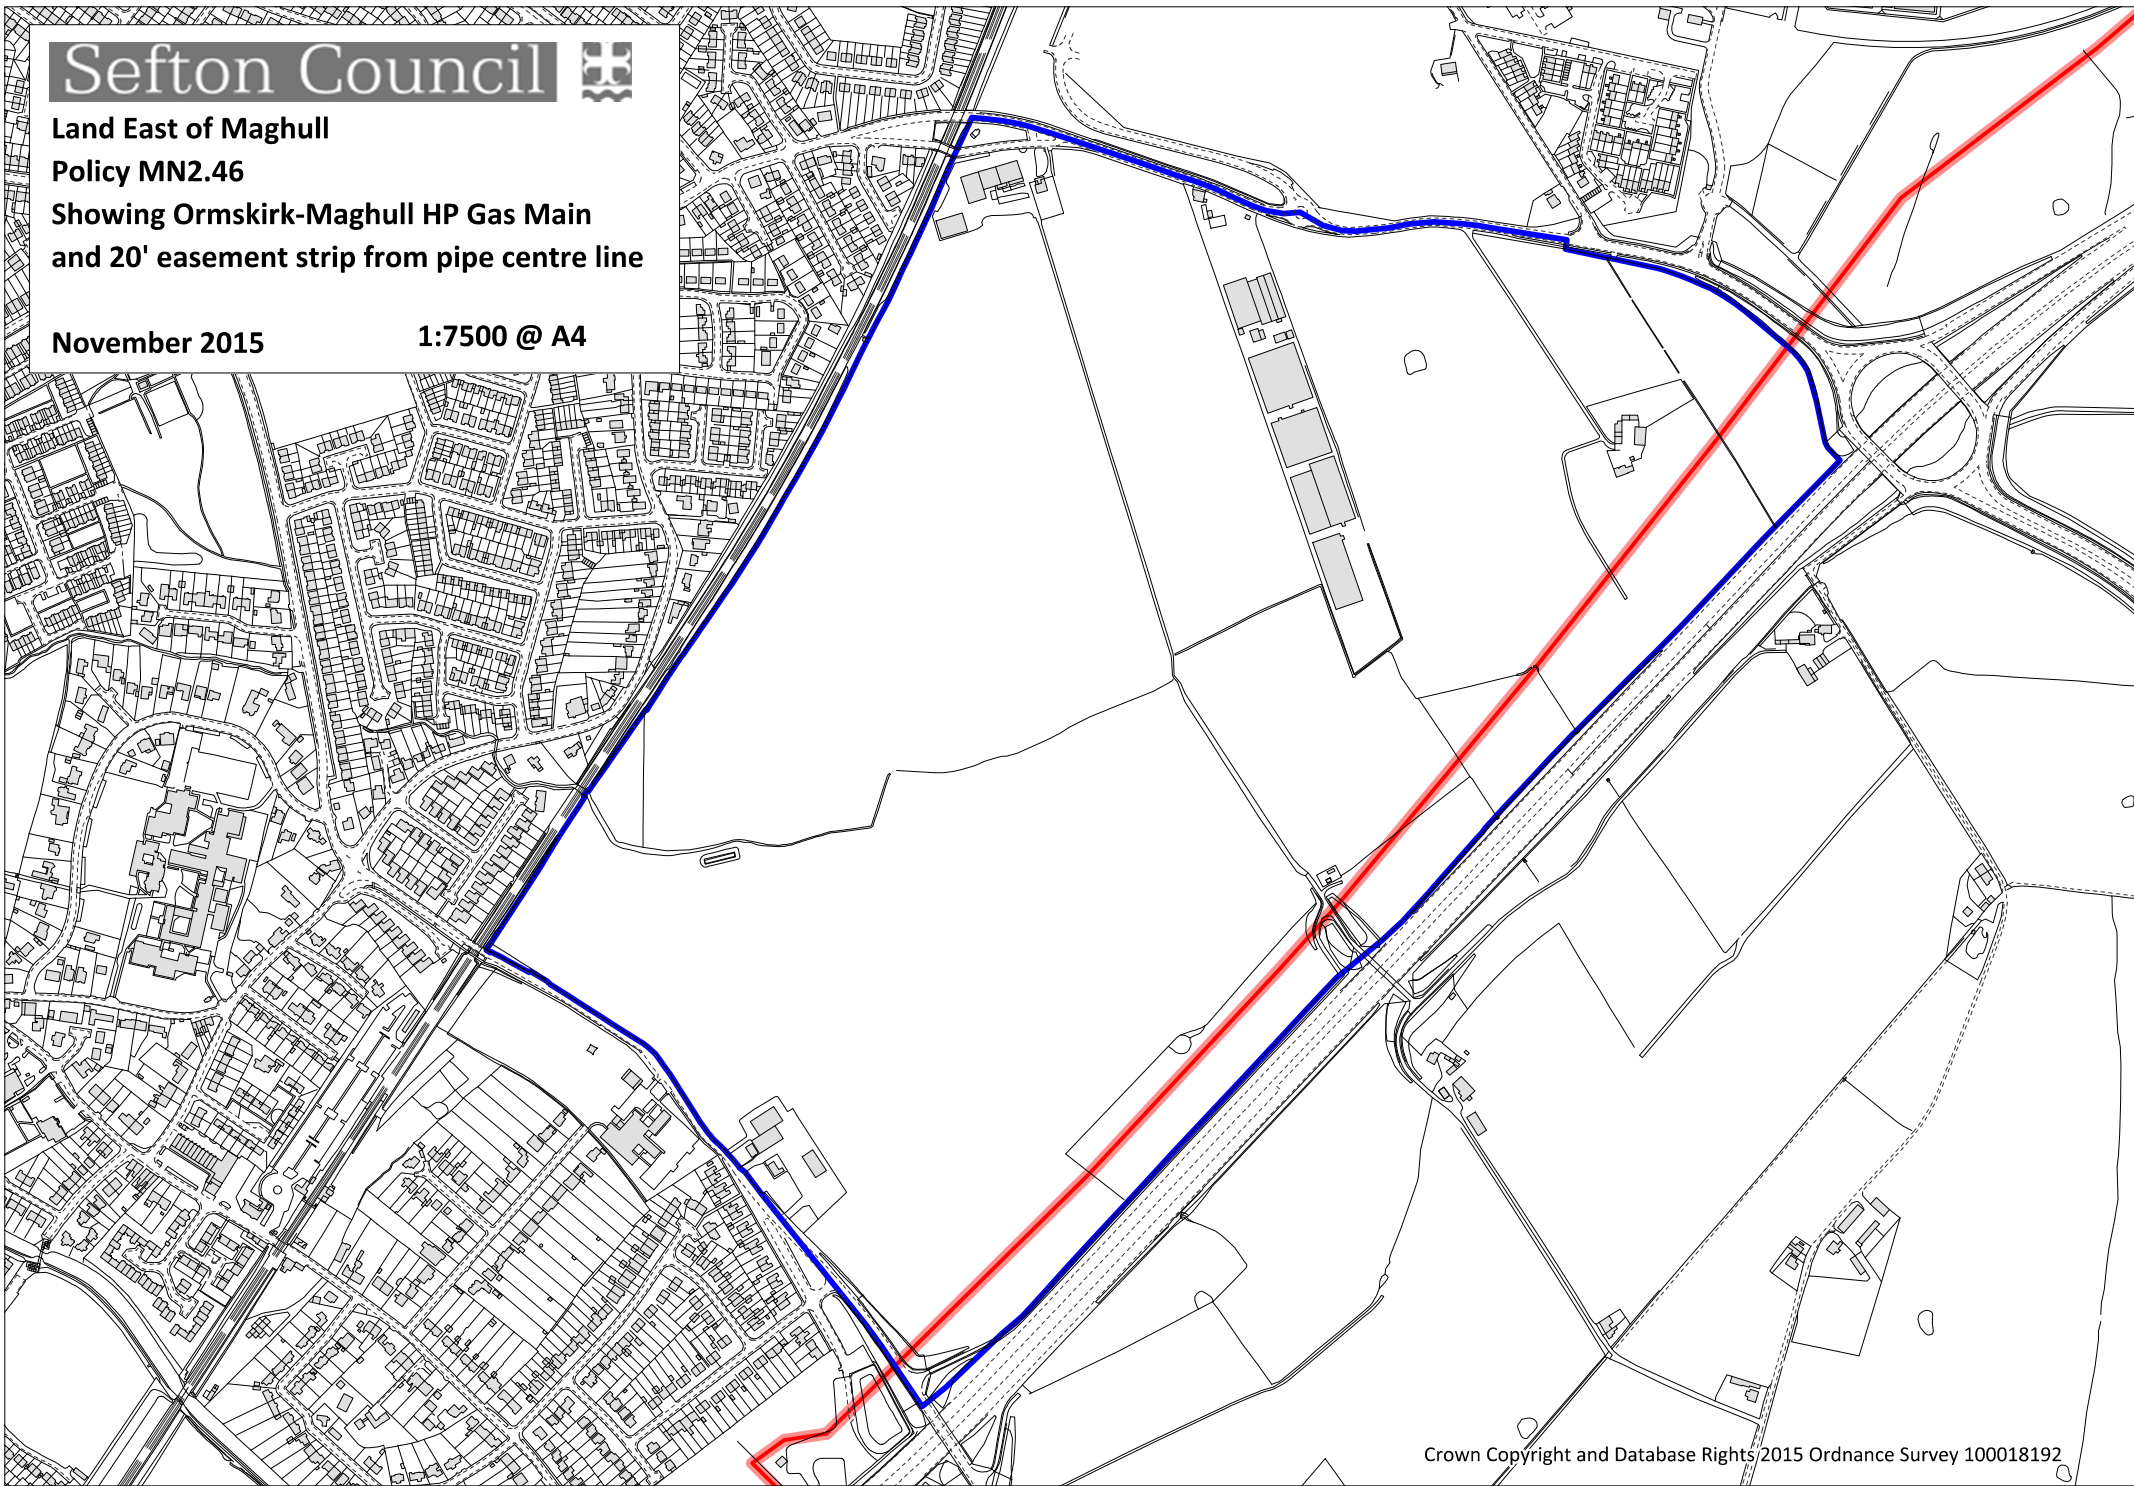 Sefton Council
Land East of Maghull
Policy MN2.46
Showing Ormskirk-Maghull HP Gas Main
and 20' easement strip from pipe centre line
November 2015 1:7500 @ A4
Crown Copyright and Database Rights 2015 Ordnance Survey 100018192